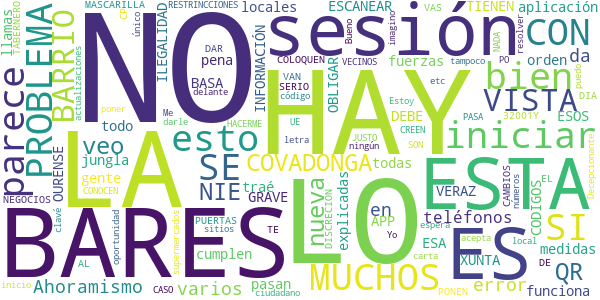 MASCARILLA
CP
RESTRINCCIONES
locales
ESCANEAR
VAS
TIENEN
aplicación
llamas
TABERNERO
PROBLEMA
BARRIO
actualizaciones
único
poner
NO
DAR
pena
BASA
delante
ILEGALIDAD
sesión
INFORMACIÓN
COLOQUEN
VAN
SERIO
código
Bueno
VECINOS
imagino
OBLIGAR
fuerzas
tampoco
NADA
resolver
PO
orden
DEBE
CREEN
SON
CON
da
puedo
DIA
bien
VISTA
ESOS
parece
todo
Me
darle
HACERME
UE
letra
JUSTO
ningun
Estoy
etc
HAY
PASA
32001Y
iniciar
Decepcionante
veo
jungla
esto
SE
NIE
LA
COVADONGA
todas
ESTA
CODIGOS
CAMBIOS
números
EL
SI
OURENSE
gente
CONOCEN
NEGOCIOS
clavé
traé
GRAVE
nueva
DISCRECIÓN
explicadas
en
APP
Yo
VERAZ
teléfonos
BARES
PUERTAS
sitios
cumplen
TE
LO
ESA
espera
carta
XUNTA
acepta
ES
local
DE
medidas
QR
error
funciona
inicio
AL
Ahoramismo
oportunidad
CASO
supermercados
varios
pasan
ciudadano
MUCHOS
PONEN